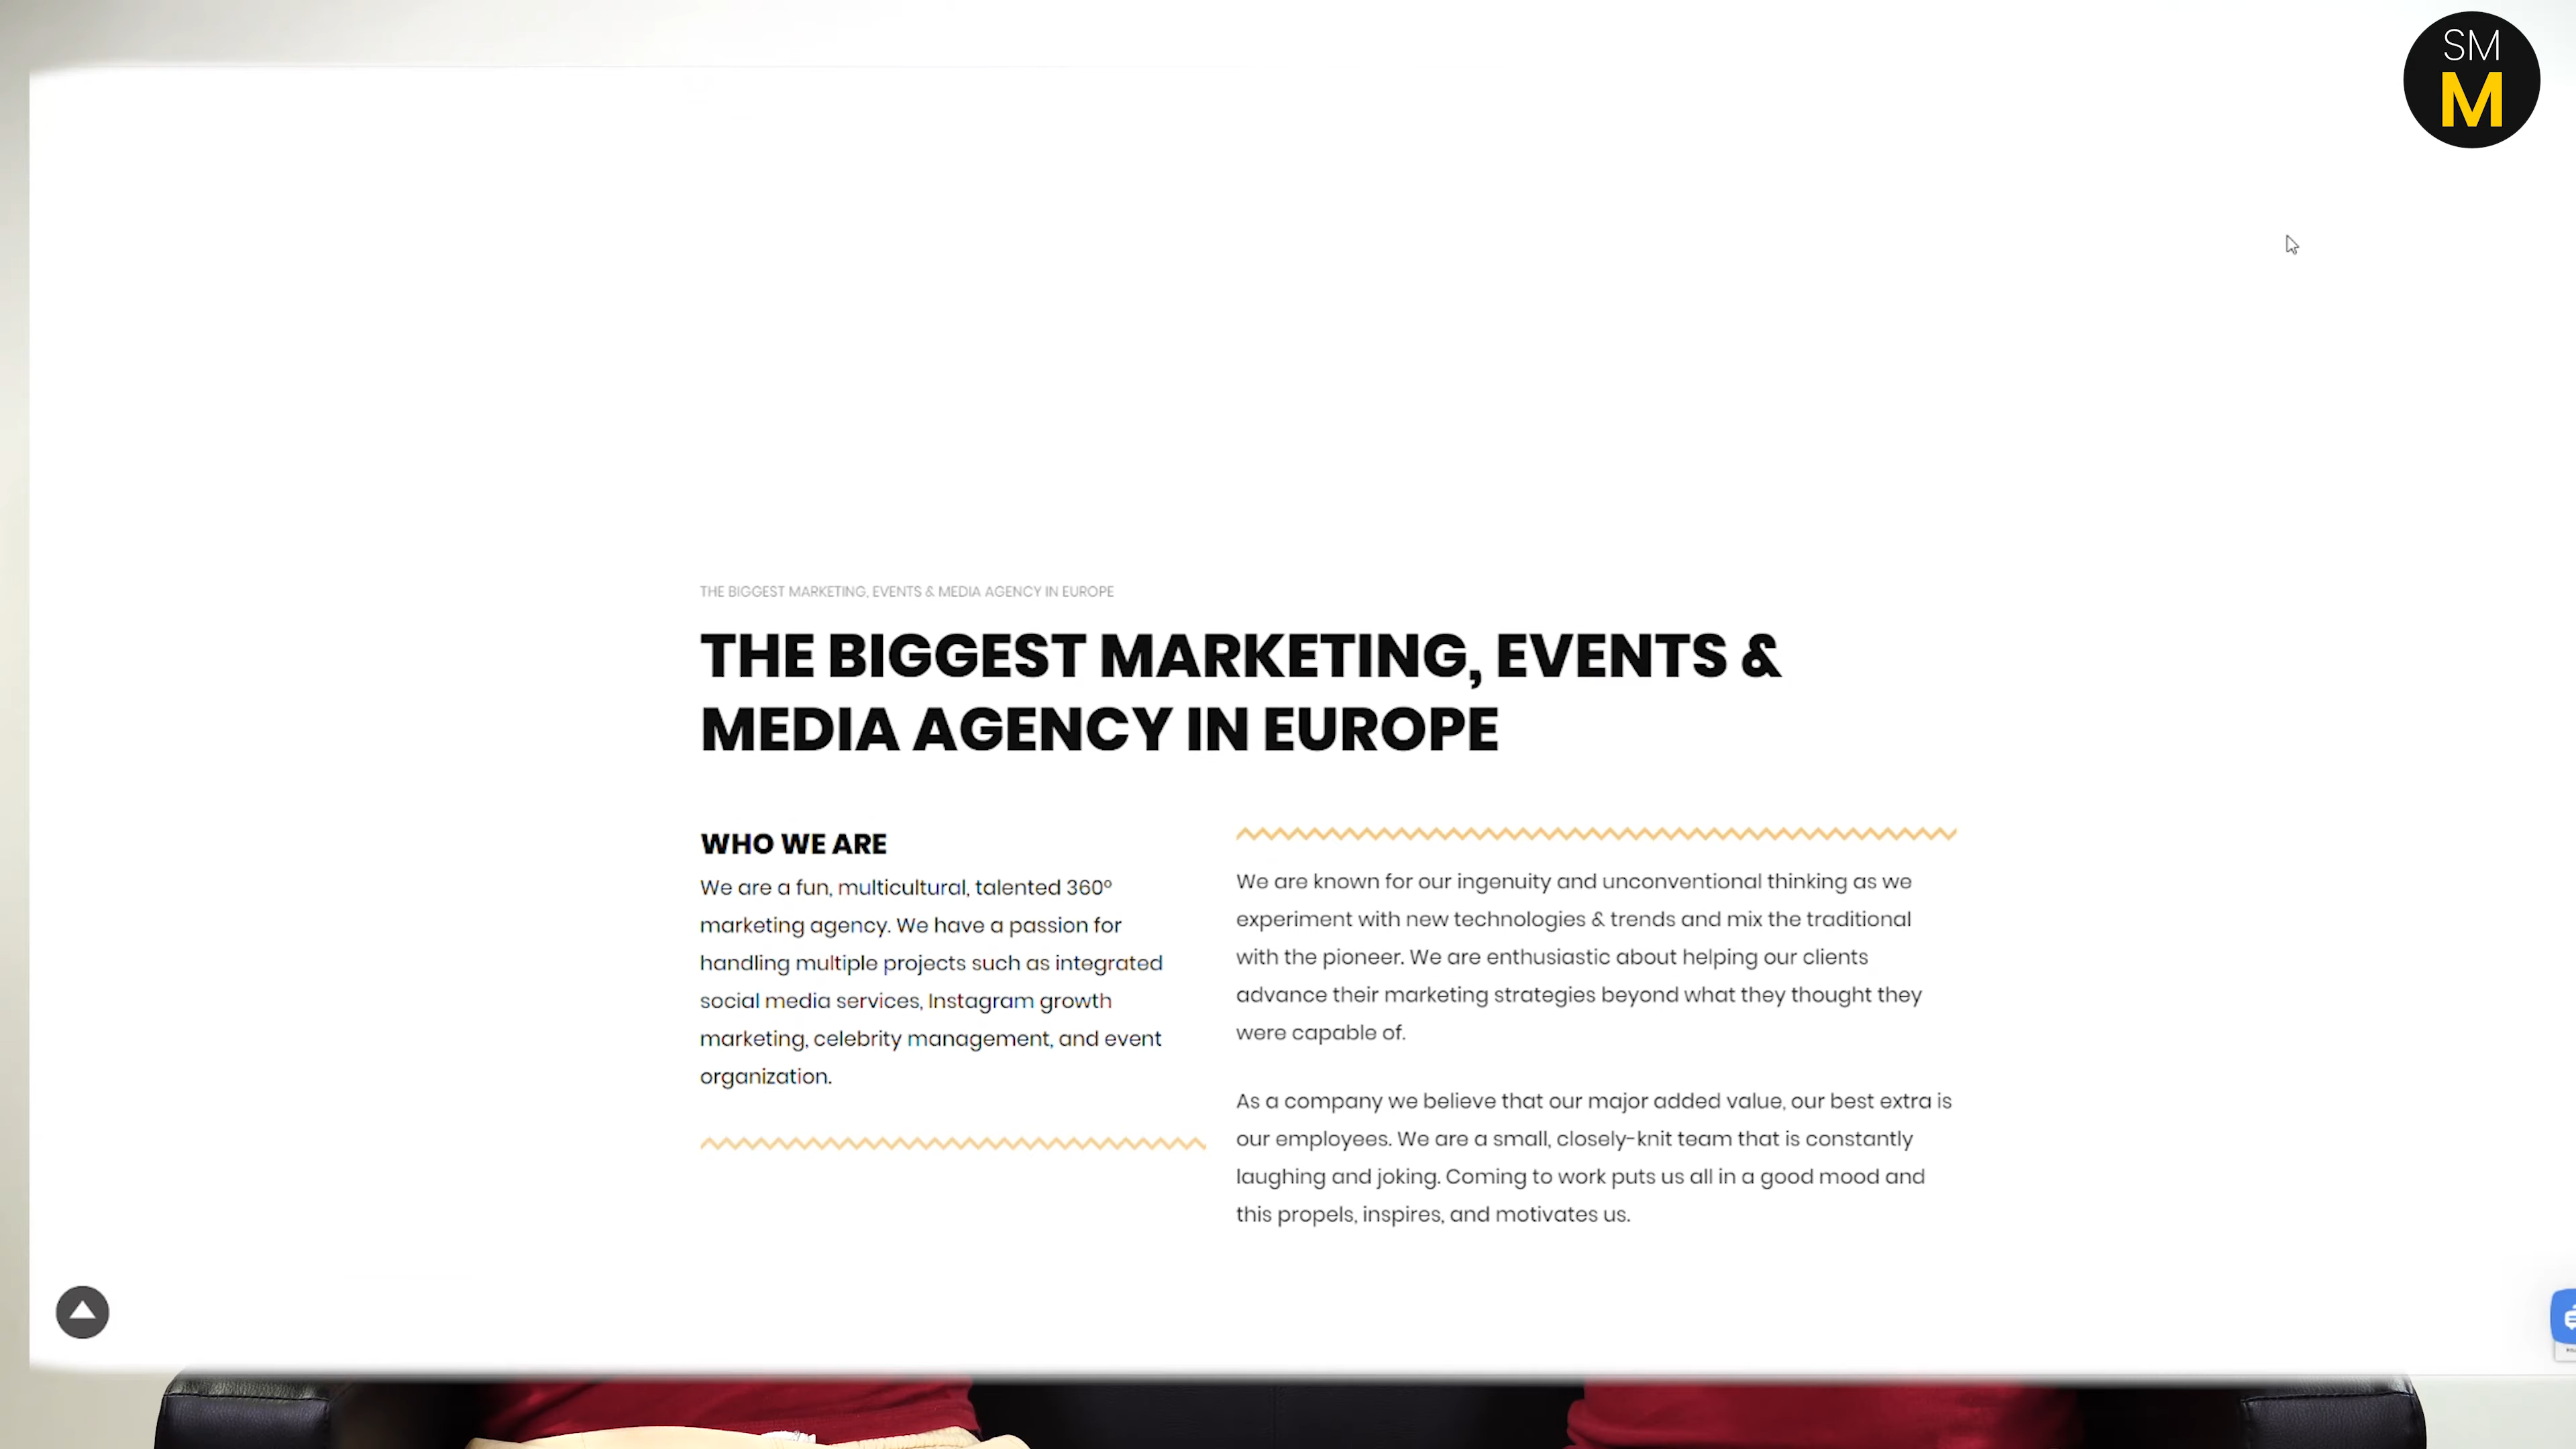 SM
M
THE BIGGEST MARKETING, EVENTS & MEDIA AGENCY IN EUROPE
THE BIGGEST MARKETING, EVENTS &
MEDIA AGENCY IN EUROPE
WHO WE ARE
We are a fun, multicultural, talented 360º
marketing agency. We have a passion for
handling multiple projects such as integrated
social media services, Instagram growth
marketing, celebrity management, and event
organization.
We are known for our ingenuity and unconventional thinking as we
experiment with new technologies & trends and mix the traditional
with the pioneer. We are enthusiastic about helping our clients
advance their marketing strategies beyond what they thought they
were capable of.
As a company we believe that our major added value, our best extra is
our employees. We are a small, closely-knit team that is constantly
laughing and joking. Coming to work puts us all in a good mood and
this propels, inspires, and motivates us.